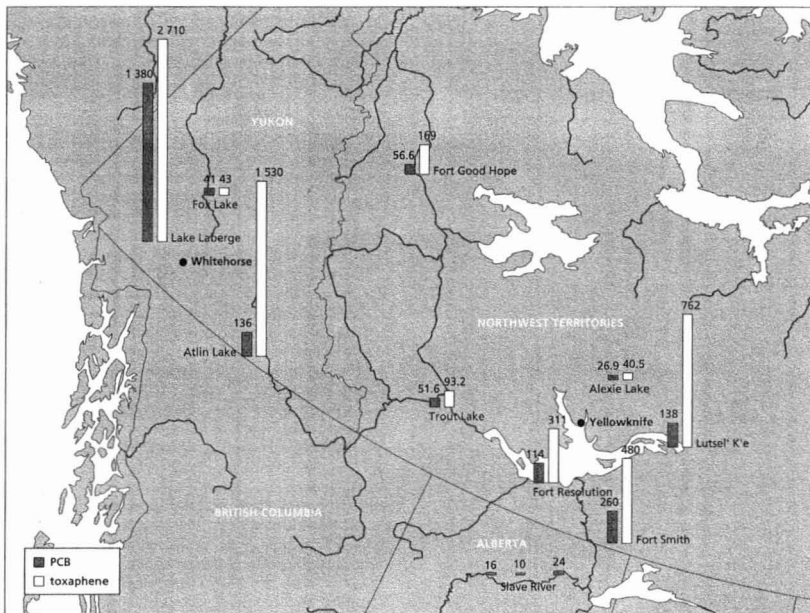 2 710
1 380
YUKON
169
56.6
Fort Good Hope
1 530
41 43
Fox Lake
Lake Laberge
Whitehorse
762
136
NORTHWEST TERRITORIES
Atlin Lake
26.9 40.5
Alexie Lake
51.6 93.2
Trout Lake
311
Yellowknife
138
Lutsel' K'e
114
480
Fort Resolution
260
BRITISH COLUMBIA
Fort Smith
ALBERTA
16 10 24
Slave River
PCB
toxaphene